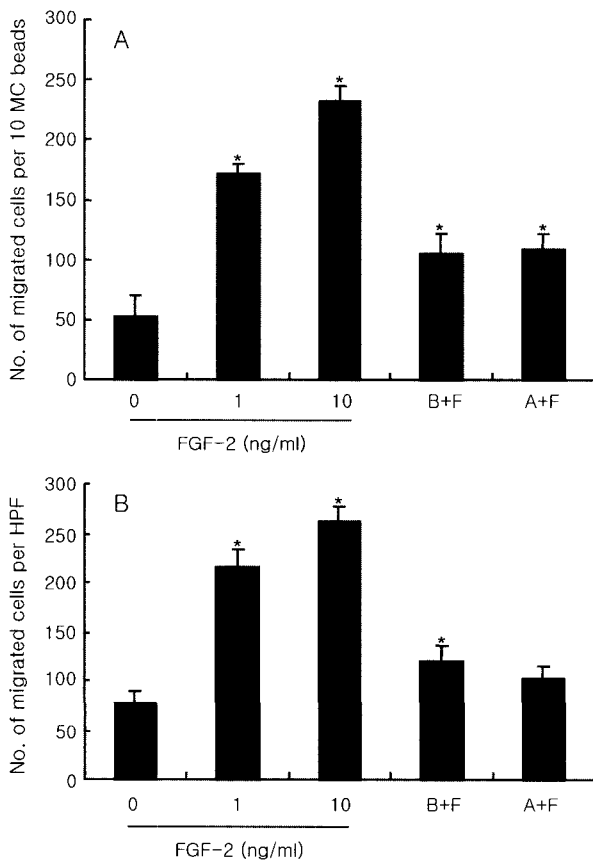 A
No. of migrated cells per 10 MC beads
300
250
200
150
100
50
0
*
*
*
*
0 1 10 B+F A+F
FGF-2 (ng/ml)
B
No. of migrated cells per HPF
300
250
200
150
100
50
0
*
*
*
0 1 10 B+F A+F
FGF-2 (ng/ml)